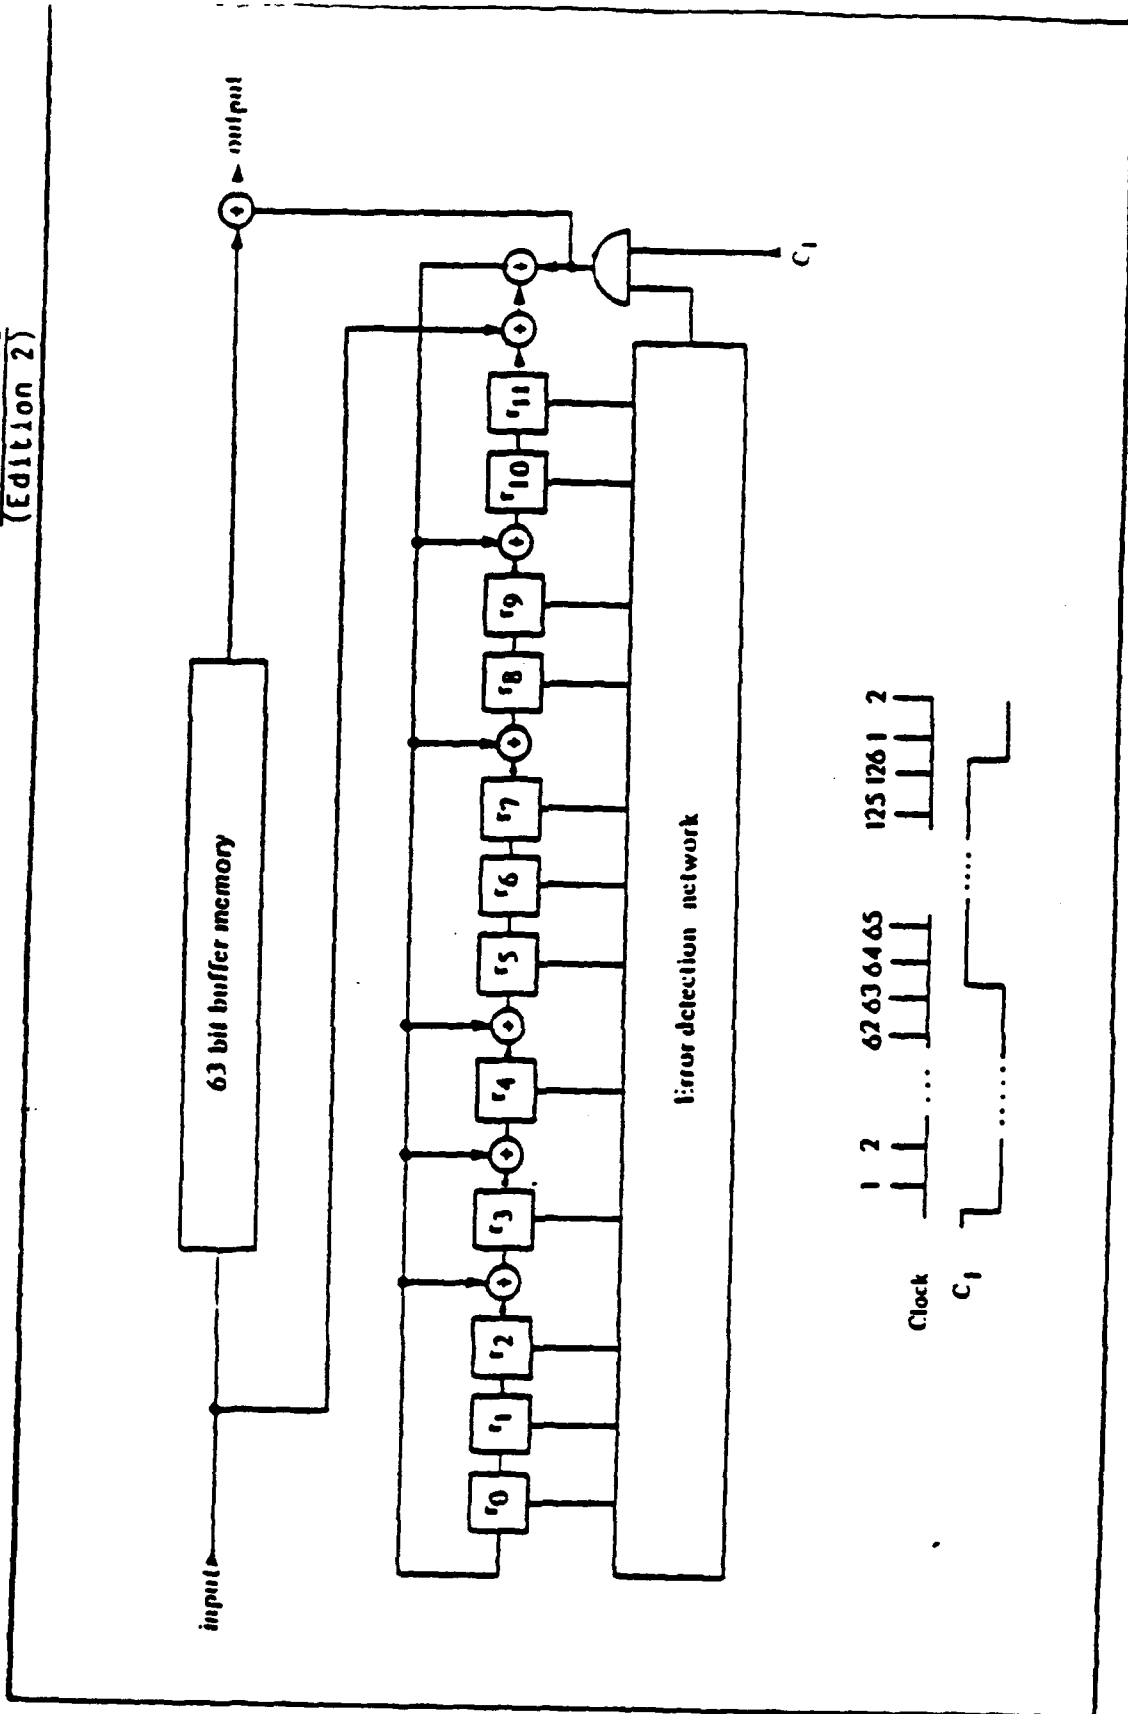 (Edition 2)
output
63 bit buffer memory
input
r0 r1 r2 r3 r4 r5 r6 r7 r8 r9 r10 r11
Error detection network
C1
Clock 1 2 ... 62 63 64 65 125 126 1 2
C1 ...... ....